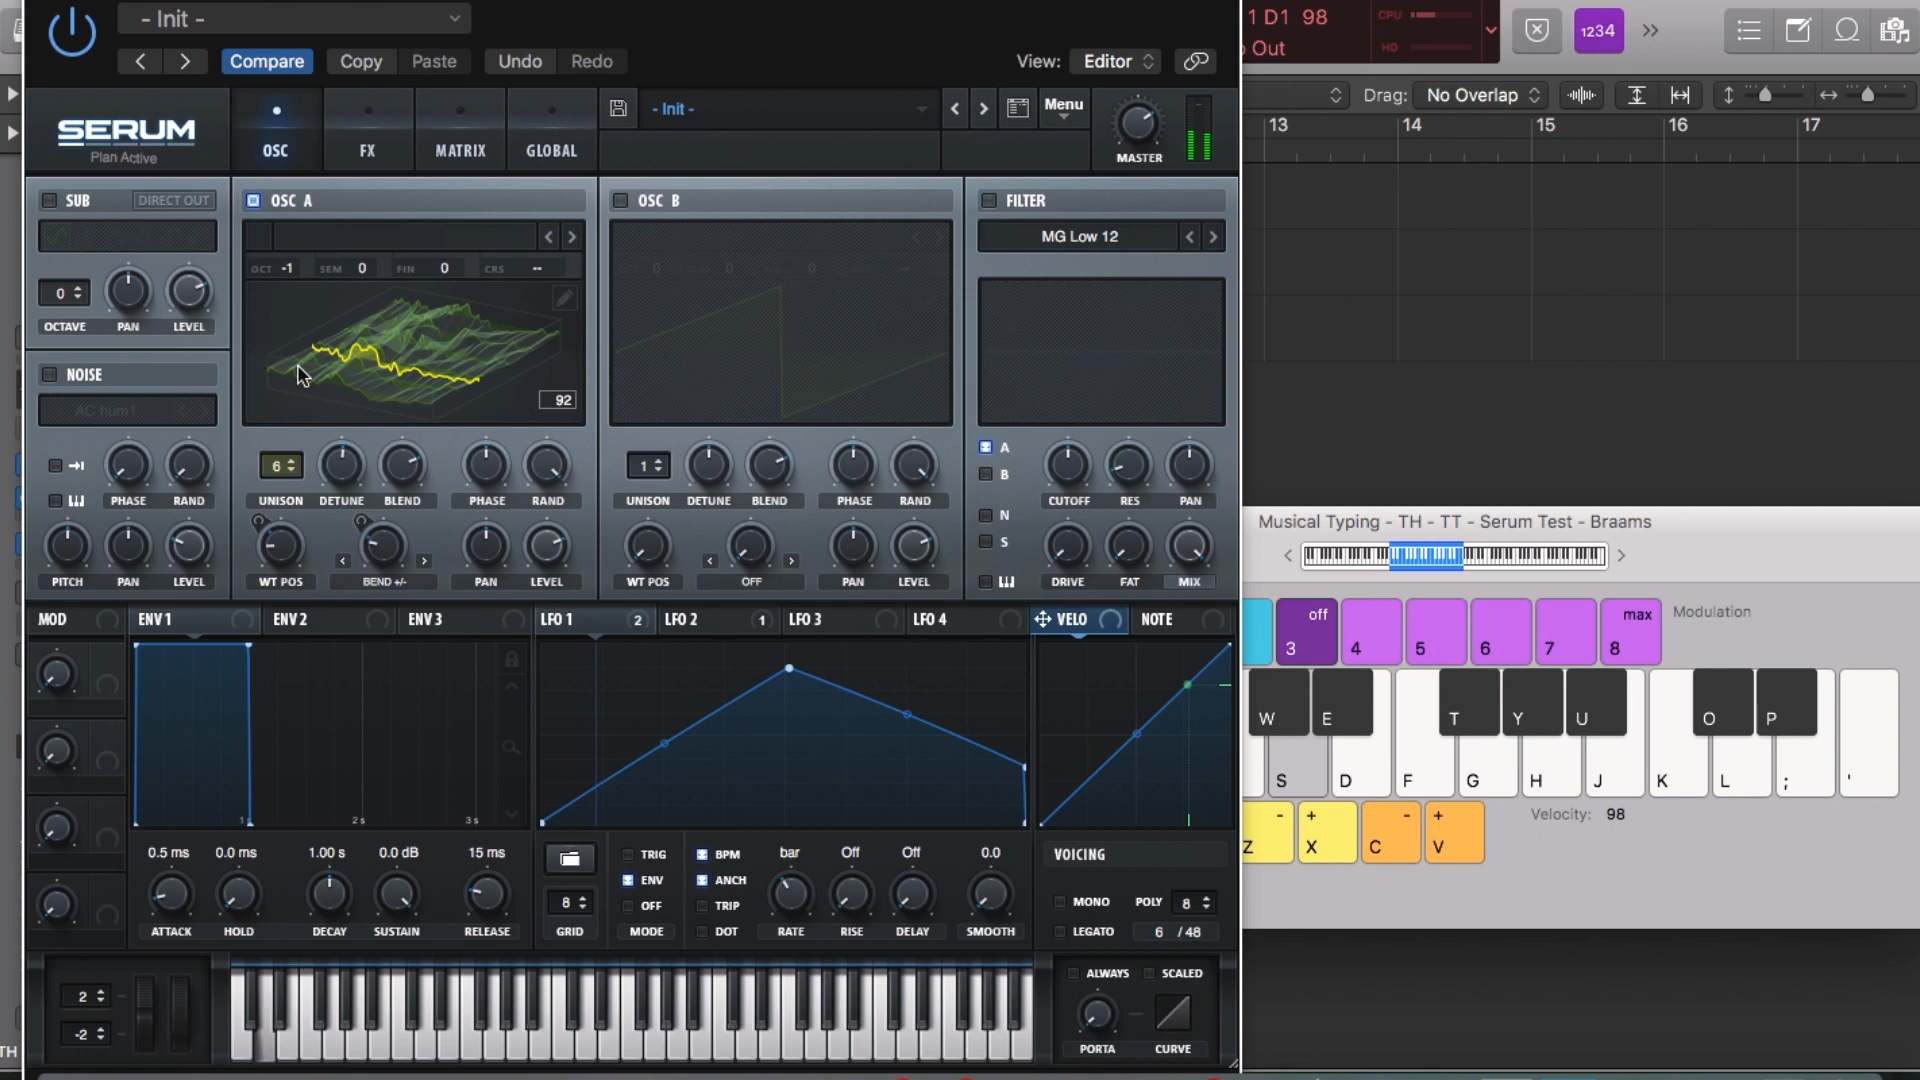 - Init -
Compare Copy Paste Undo Redo View: Editor
1 D1 98 CPU
Out HD 1234
Drag: No Overlap
13 14 15 16 17
SERUM
Plan Active
OSC FX MATRIX GLOBAL
- Init -
Menu
MASTER
SUB DIRECT OUT
0
OCTAVE PAN LEVEL
NOISE
AC hum1
PHASE RAND
PITCH PAN LEVEL
OSC A
OCT -1 SEM 0 FIN 0 CRS --
92
6
UNISON DETUNE BLEND PHASE RAND
WT POS BEND +/- PAN LEVEL
OSC B
1
UNISON DETUNE BLEND PHASE RAND
WT POS OFF PAN LEVEL
FILTER
MG Low 12
A
B
N
S
CUTOFF RES PAN
DRIVE FAT MIX
MOD ENV 1 ENV 2 ENV 3 LFO 1 2 LFO 2 1 LFO 3 LFO 4 VELO NOTE
1s 2s 3s
0.5 ms 0.0 ms 1.00 s 0.0 dB 15 ms
ATTACK HOLD DECAY SUSTAIN RELEASE
8
GRID
TRIG
ENV
OFF
MODE
BPM
ANCH
TRIP
DOT
bar Off Off 0.0
RATE RISE DELAY SMOOTH
VOICING
MONO POLY 8
LEGATO 6 / 48
2
-2
ALWAYS SCALED
PORTA CURVE
Musical Typing - TH - TT - Serum Test - Braams
off max Modulation
3 4 5 6 7 8
W E T Y U O P
S D F G H J K L ; '
- + - +
Z X C V
Velocity: 98
TH